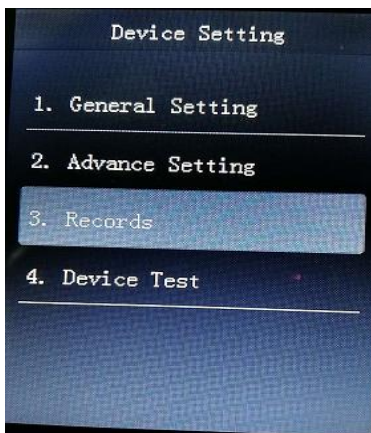 Device Setting
1. General Setting
2. Advance Setting
3. Records
4. Device Test